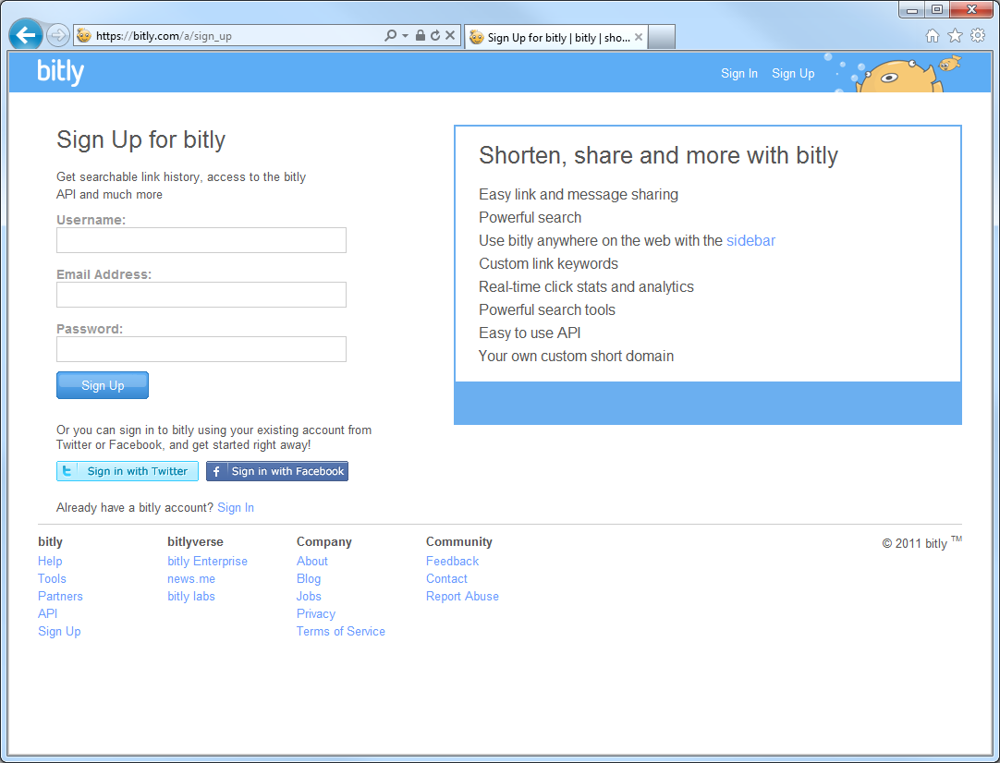 https://bitly.com/a/sign_up
Sign Up for bitly | bitly | sho...
bitly
Sign In
Sign Up
Sign Up for bitly
Get searchable link history, access to the bitly
API and much more
Username:
Email Address:
Password:
Sign Up
Or you can sign in to bitly using your existing account from
Twitter or Facebook, and get started right away!
Sign in with Twitter
Sign in with Facebook
Already have a bitly account? Sign In
Shorten, share and more with bitly
Easy link and message sharing
Powerful search
Use bitly anywhere on the web with the sidebar
Custom link keywords
Real-time click stats and analytics
Powerful search tools
Easy to use API
Your own custom short domain
bitly
Help
Tools
Partners
API
Sign Up
bitlyverse
bitly Enterprise
news.me
bitly labs
Company
About
Blog
Jobs
Privacy
Terms of Service
Community
Feedback
Contact
Report Abuse
© 2011 bitly TM